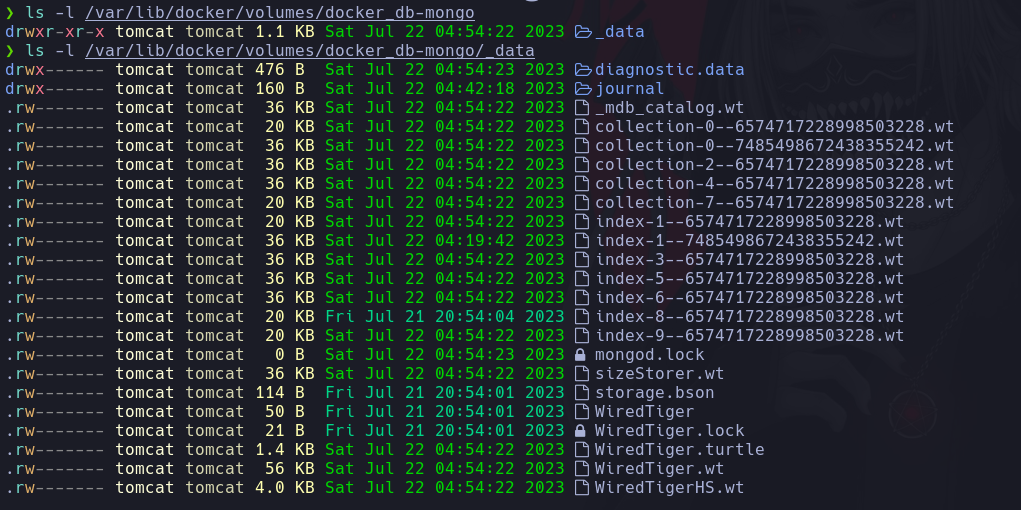 ❯ ls -l /var/lib/docker/volumes/docker_db-mongo
drwxr-xr-x tomcat tomcat 1.1 KB Sat Jul 22 04:54:22 2023 _data
❯ ls -l /var/lib/docker/volumes/docker_db-mongo/_data
drwx------ tomcat tomcat 476 B Sat Jul 22 04:54:23 2023 diagnostic.data
drwx------ tomcat tomcat 160 B Sat Jul 22 04:42:18 2023 journal
.rw------- tomcat tomcat 36 KB Sat Jul 22 04:54:22 2023 _mdb_catalog.wt
.rw------- tomcat tomcat 20 KB Sat Jul 22 04:54:22 2023 collection-0--6574717228998503228.wt
.rw------- tomcat tomcat 36 KB Sat Jul 22 04:54:22 2023 collection-0--7485498672438355242.wt
.rw------- tomcat tomcat 36 KB Sat Jul 22 04:54:22 2023 collection-2--6574717228998503228.wt
.rw------- tomcat tomcat 36 KB Sat Jul 22 04:54:22 2023 collection-4--6574717228998503228.wt
.rw------- tomcat tomcat 20 KB Sat Jul 22 04:54:22 2023 collection-7--6574717228998503228.wt
.rw------- tomcat tomcat 20 KB Sat Jul 22 04:54:22 2023 index-1--6574717228998503228.wt
.rw------- tomcat tomcat 36 KB Sat Jul 22 04:19:42 2023 index-1--7485498672438355242.wt
.rw------- tomcat tomcat 36 KB Sat Jul 22 04:54:22 2023 index-3--6574717228998503228.wt
.rw------- tomcat tomcat 36 KB Sat Jul 22 04:54:22 2023 index-5--6574717228998503228.wt
.rw------- tomcat tomcat 36 KB Sat Jul 22 04:54:22 2023 index-6--6574717228998503228.wt
.rw------- tomcat tomcat 20 KB Fri Jul 21 20:54:04 2023 index-8--6574717228998503228.wt
.rw------- tomcat tomcat 20 KB Sat Jul 22 04:54:22 2023 index-9--6574717228998503228.wt
.rw------- tomcat tomcat 0 B Sat Jul 22 04:54:23 2023 mongod.lock
.rw------- tomcat tomcat 36 KB Sat Jul 22 04:54:22 2023 sizeStorer.wt
.rw------- tomcat tomcat 114 B Fri Jul 21 20:54:01 2023 storage.bson
.rw------- tomcat tomcat 50 B Fri Jul 21 20:54:01 2023 WiredTiger
.rw------- tomcat tomcat 21 B Fri Jul 21 20:54:01 2023 WiredTiger.lock
.rw------- tomcat tomcat 1.4 KB Sat Jul 22 04:54:22 2023 WiredTiger.turtle
.rw------- tomcat tomcat 56 KB Sat Jul 22 04:54:22 2023 WiredTiger.wt
.rw------- tomcat tomcat 4.0 KB Sat Jul 22 04:54:22 2023 WiredTigerHS.wt